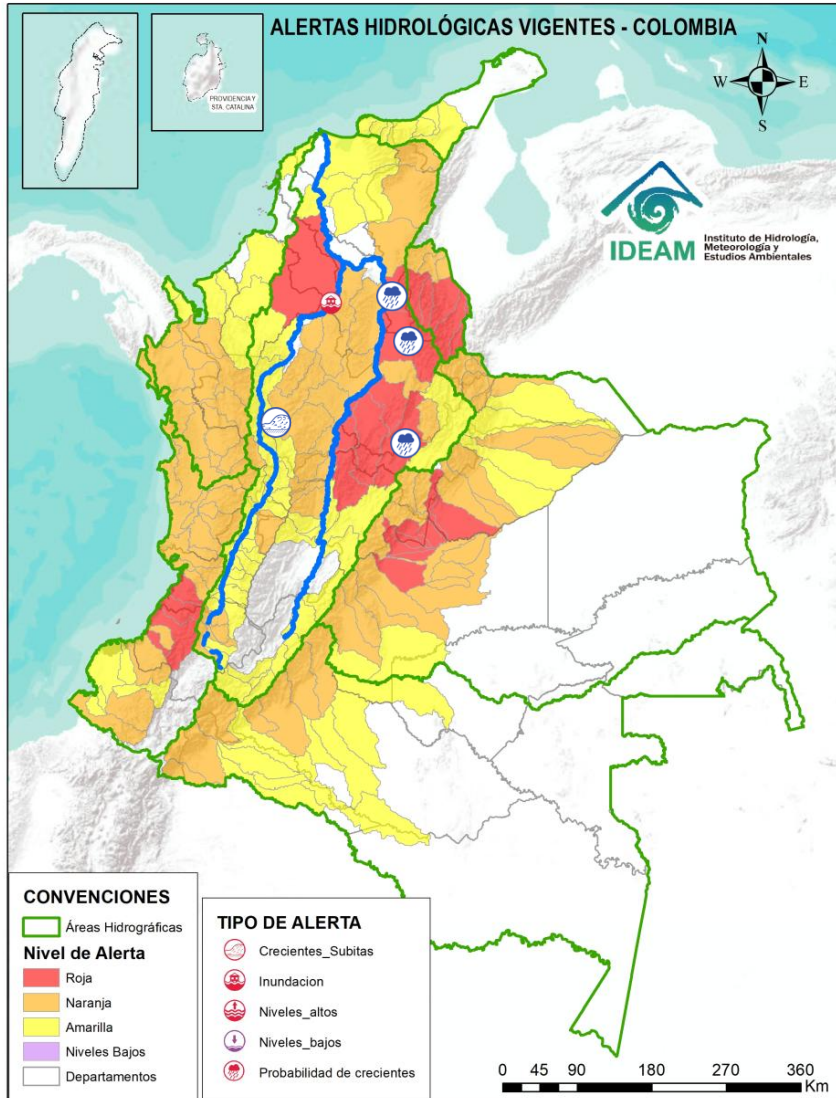 ALERTAS HIDROLÓGICAS VIGENTES - COLOMBIA
N
W
E
S
PROVIDENCIA Y
STA. CATALINA
IDEAM
Instituto de Hidrología,
Meteorología y
Estudios Ambientales
CONVENCIONES
Áreas Hidrográficas
Nivel de Alerta
Roja
Naranja
Amarilla
Niveles Bajos
Departamentos
TIPO DE ALERTA
Crecientes_Subitas
Inundacion
Niveles_altos
Niveles_bajos
Probabilidad de crecientes
0 45 90 180 270 360
Km